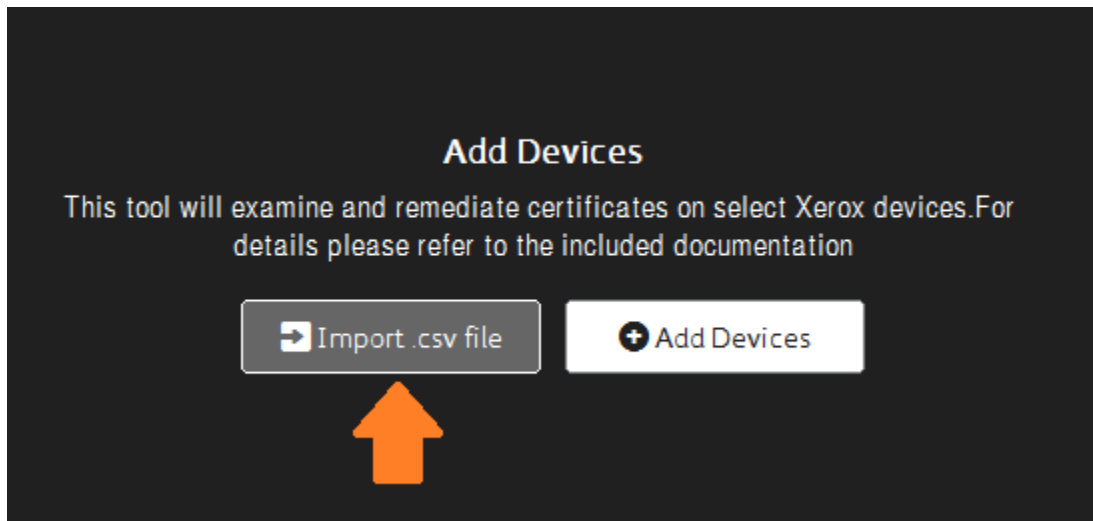 Add Devices
This tool will examine and remediate certificates on select Xerox devices.For
details please refer to the included documentation
Import .csv file
Add Devices